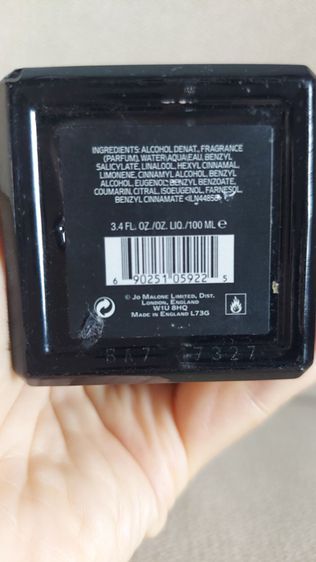 INGREDIENTS: ALCOHOL DENAT., FRAGRANCE
(PARFUM), WATER\AQUA\EAU, BENZYL
SALICYLATE, LINALOOL, HEXYL CINNAMAL,
LIMONENE, CINNAMYL ALCOHOL, BENZYL
ALCOHOL, EUGENOL, BENZYL BENZOATE,
COUMARIN, CITRAL, ISOEUGENOL, FARNESOL,
BENZYL CINNAMATE
3.4 FL. OZ./OZ. LIQ./100 ML ℮
6 90251 05922 5
© JO MALONE LIMITED, DIST.
LONDON, ENGLAND
W1U 8HQ
MADE IN ENGLAND L73G